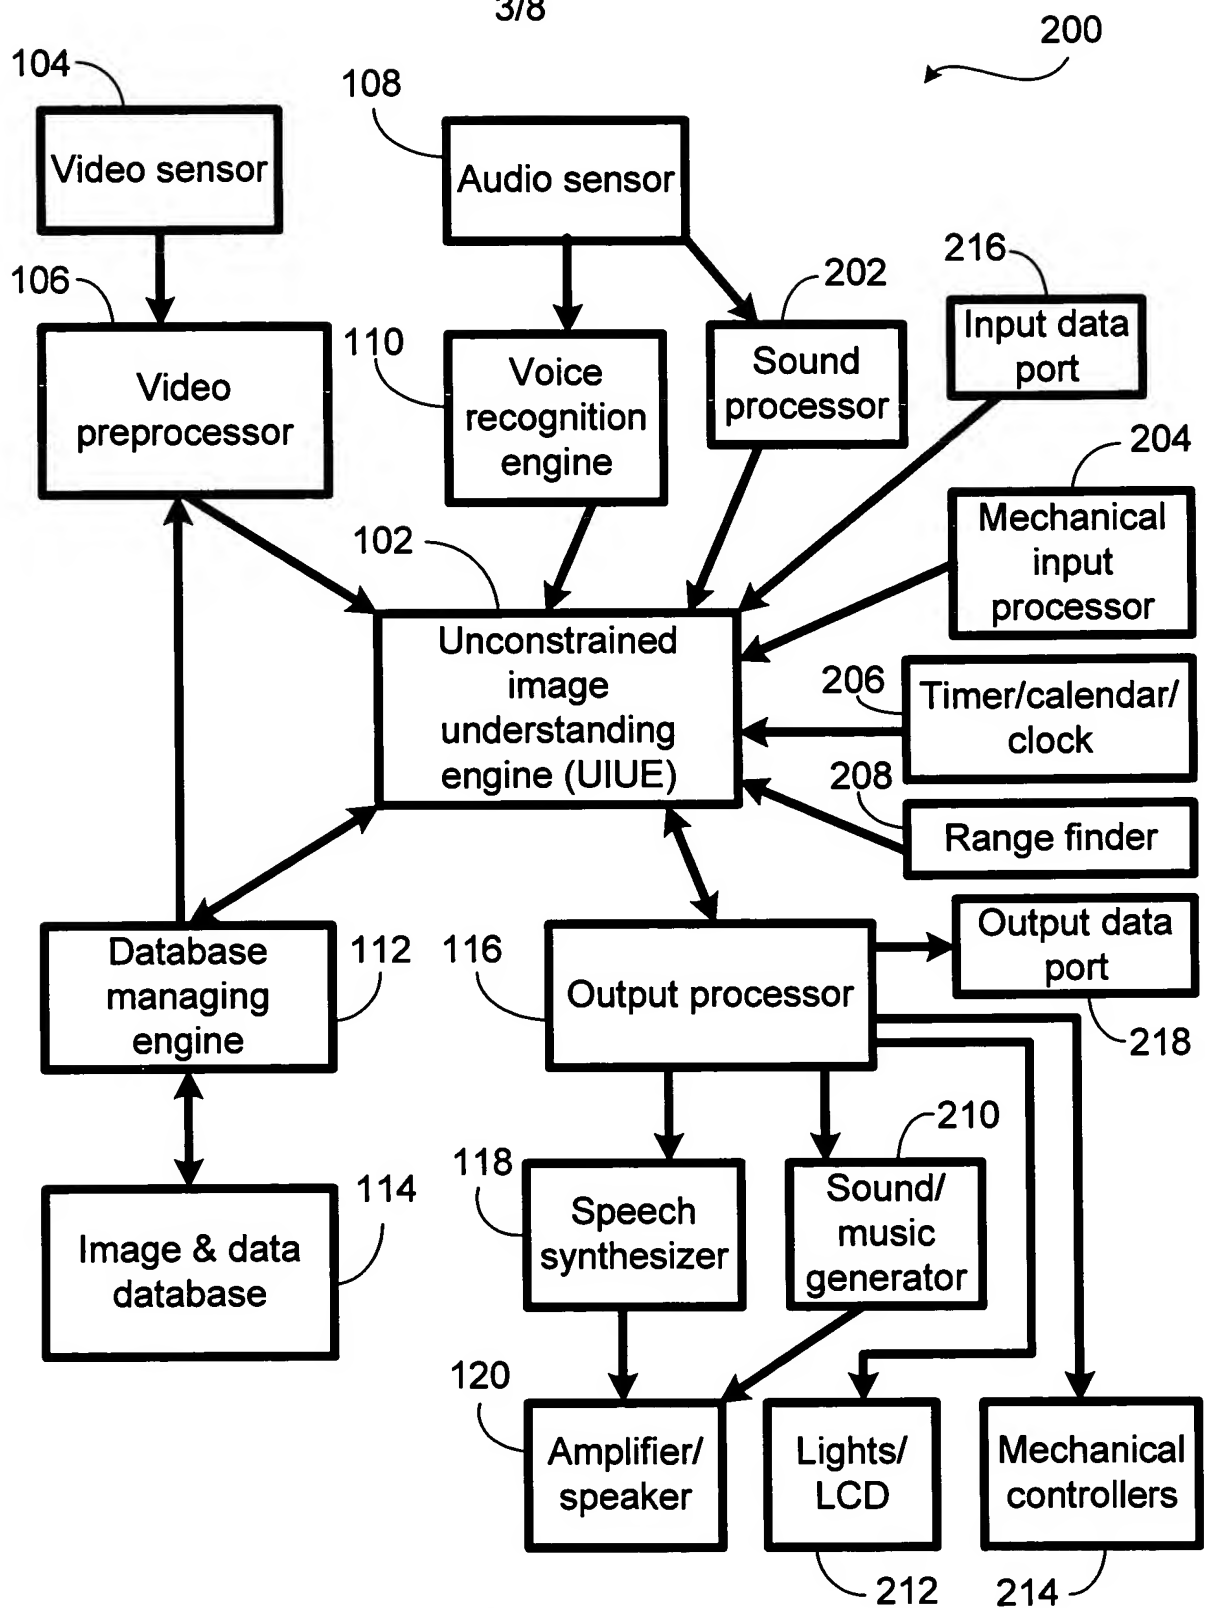 3/8
200
104
Video sensor
108
Audio sensor
216
Input data
port
106
Video
preprocessor
110
Voice
recognition
engine
202
Sound
processor
204
Mechanical
input
processor
102
Unconstrained
image
understanding
engine (UIUE)
206
Timer/calendar/
clock
208
Range finder
Database
managing
engine
112
116
Output processor
Output data
port
218
114
Image & data
database
118
Speech
synthesizer
210
Sound/
music
generator
120
Amplifier/
speaker
Lights/
LCD
212
Mechanical
controllers
214